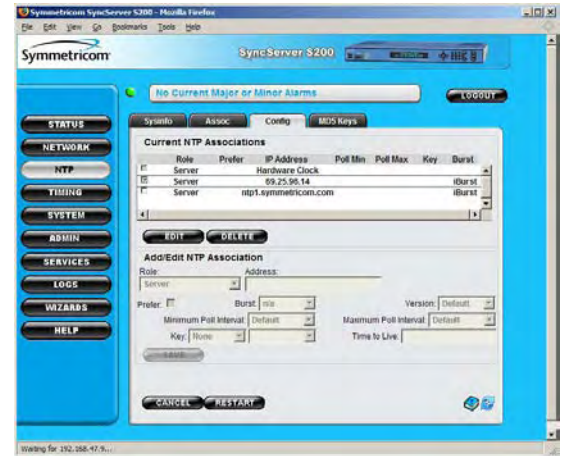 Symmetricom SyncServer S200 - Mozilla Firefox
File Edit View Go Bookmarks Tools Help
Symmetricom
SyncServer S200
No Current Major or Minor Alarms
LOGOUT
STATUS
NETWORK
NTP
TIMING
SYSTEM
ADMIN
SERVICES
LOGS
WIZARDS
HELP
Sysinfo Assoc Config MD5 Keys
Current NTP Associations
Role Prefer IP Address Poll Min Poll Max Key Burst
Server Hardware Clock
Server 69.25.96.14 iBurst
Server ntp1.symmetricom.com iBurst
EDIT DELETE
Add/Edit NTP Association
Role: Address:
Server
Prefer: Burst: n/a Version: Default
Minimum Poll Interval: Default Maximum Poll Interval: Default
Key: None Time to Live:
SAVE
CANCEL RESTART
Waiting for 192.168.47.9...